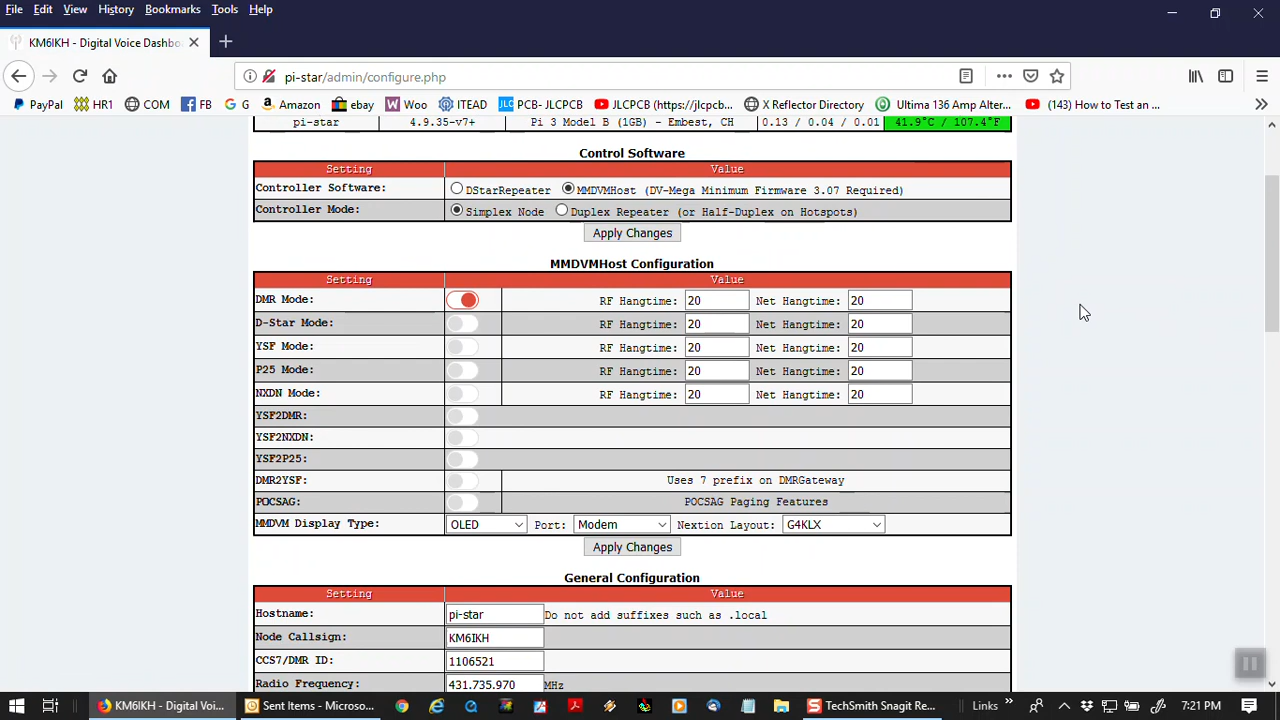 File Edit View History Bookmarks Tools Help
KM6IKH - Digital Voice Dashbo
pi-star/admin/configure.php
PayPal HR1 COM FB G Amazon ebay Woo ITEAD PCB- JLCPCB JLCPCB (https://jlcpcb... X Reflector Directory Ultima 136 Amp Alter... (143) How to Test an ...
pi-star 4.9.35-v7+ Pi 3 Model B (1GB) - Embest, CH 0.13 / 0.04 / 0.01 41.9°C / 107.4°F
Control Software
Setting Value
Controller Software: DStarRepeater MMDVMHost (DV-Mega Minimum Firmware 3.07 Required)
Controller Mode: Simplex Node Duplex Repeater (or Half-Duplex on Hotspots)
Apply Changes
MMDVMHost Configuration
Setting Value
DMR Mode: RF Hangtime: 20 Net Hangtime: 20
D-Star Mode: RF Hangtime: 20 Net Hangtime: 20
YSF Mode: RF Hangtime: 20 Net Hangtime: 20
P25 Mode: RF Hangtime: 20 Net Hangtime: 20
NXDN Mode: RF Hangtime: 20 Net Hangtime: 20
YSF2DMR:
YSF2NXDN:
YSF2P25:
DMR2YSF: Uses 7 prefix on DMRGateway
POCSAG: POCSAG Paging Features
MMDVM Display Type: OLED Port: Modem Nextion Layout: G4KLX
Apply Changes
General Configuration
Setting Value
Hostname: pi-star Do not add suffixes such as .local
Node Callsign: KM6IKH
CCS7/DMR ID: 1106521
Radio Frequency: 431.735.970 MHz
KM6IKH - Digital Voi... Sent Items - Microso... TechSmith Snagit Re... Links 7:21 PM